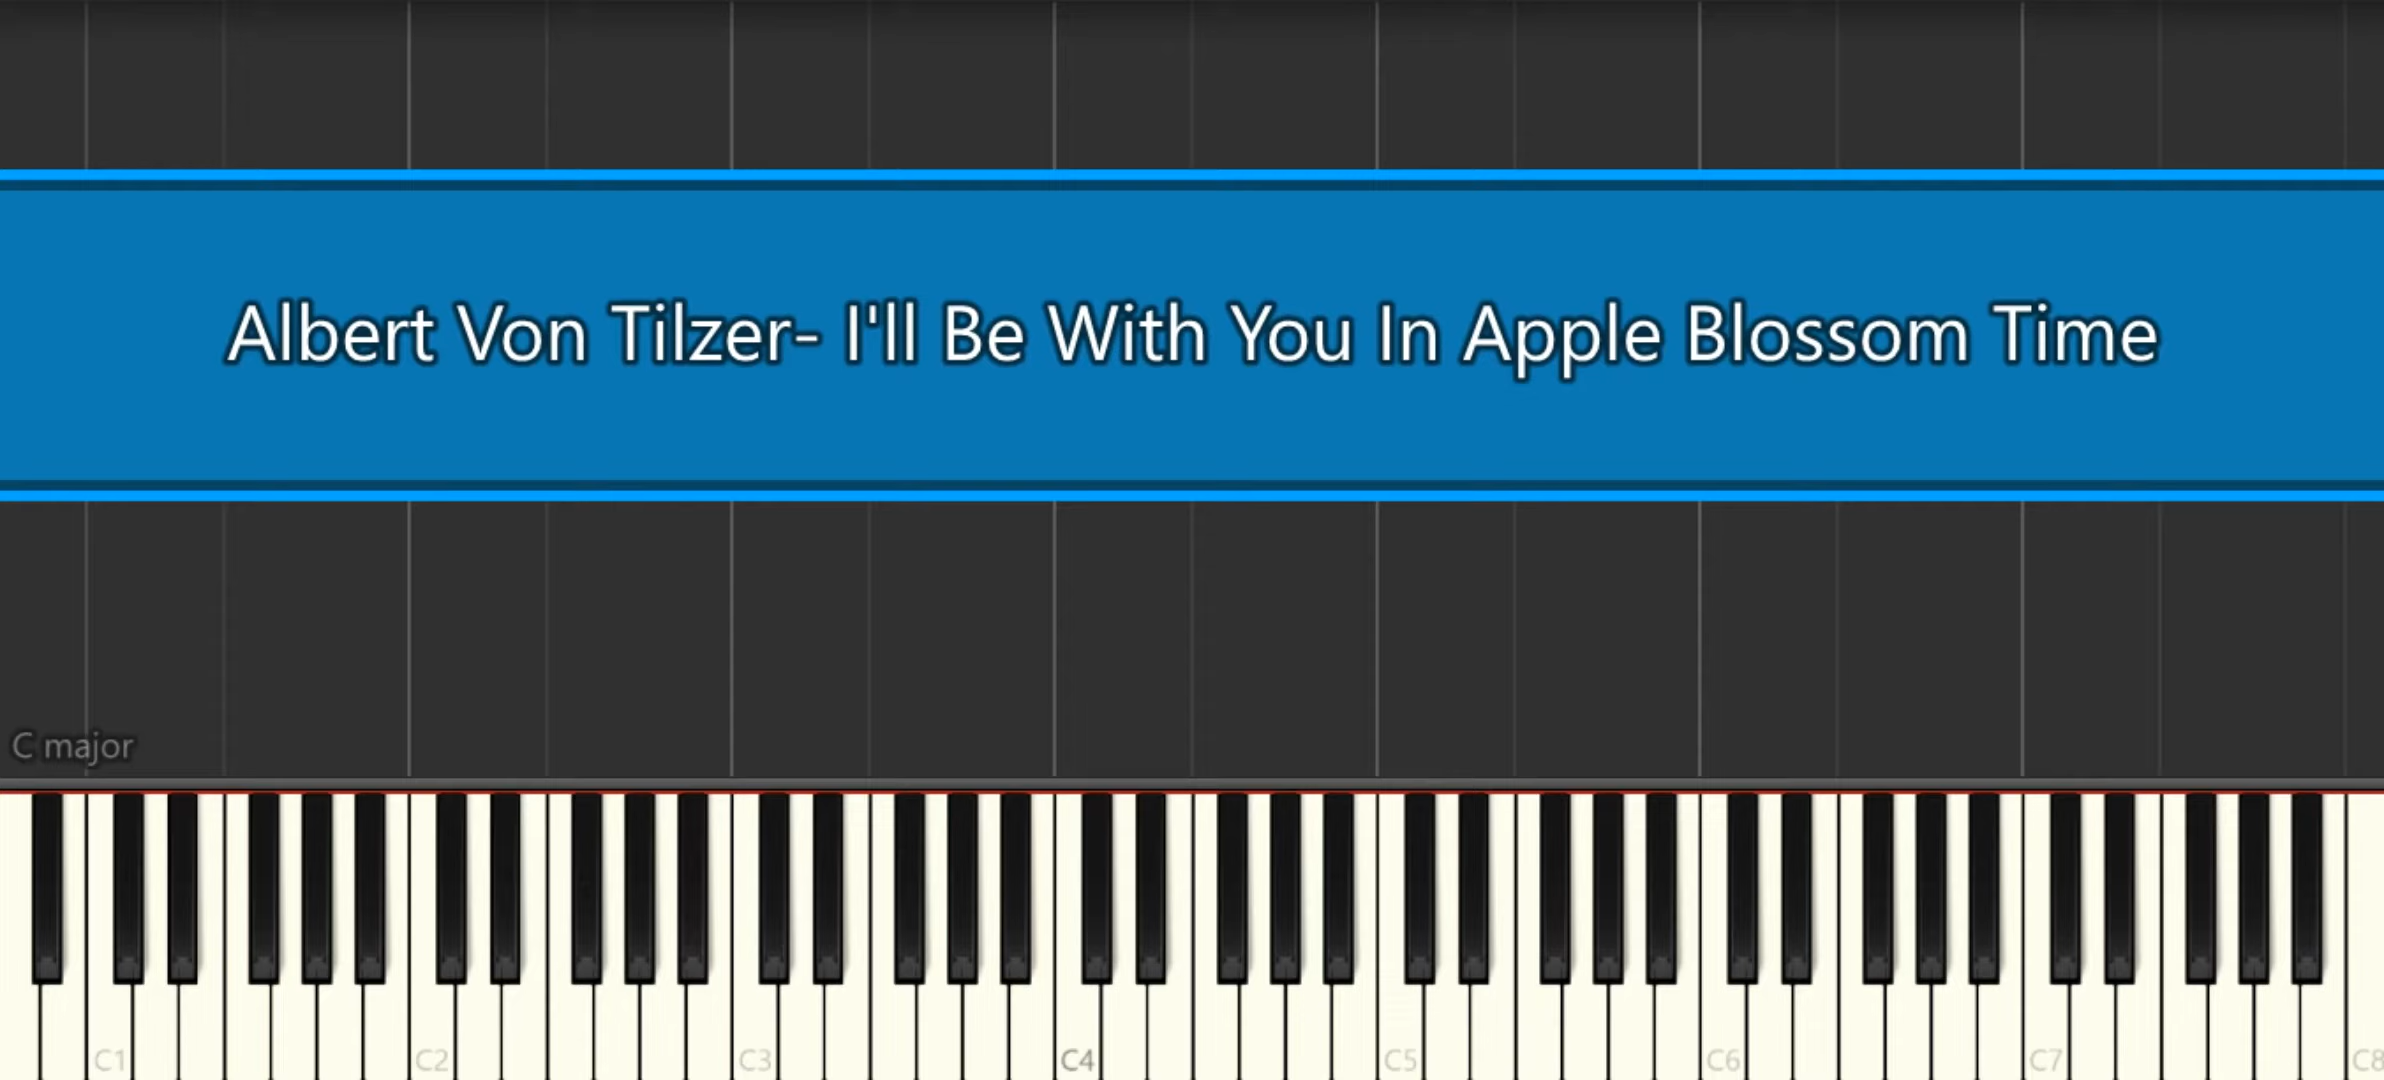 Albert Von Tilzer- I'll Be With You In Apple Blossom Time
C major
C1 C2 C3 C4 C5 C6 C7 C8